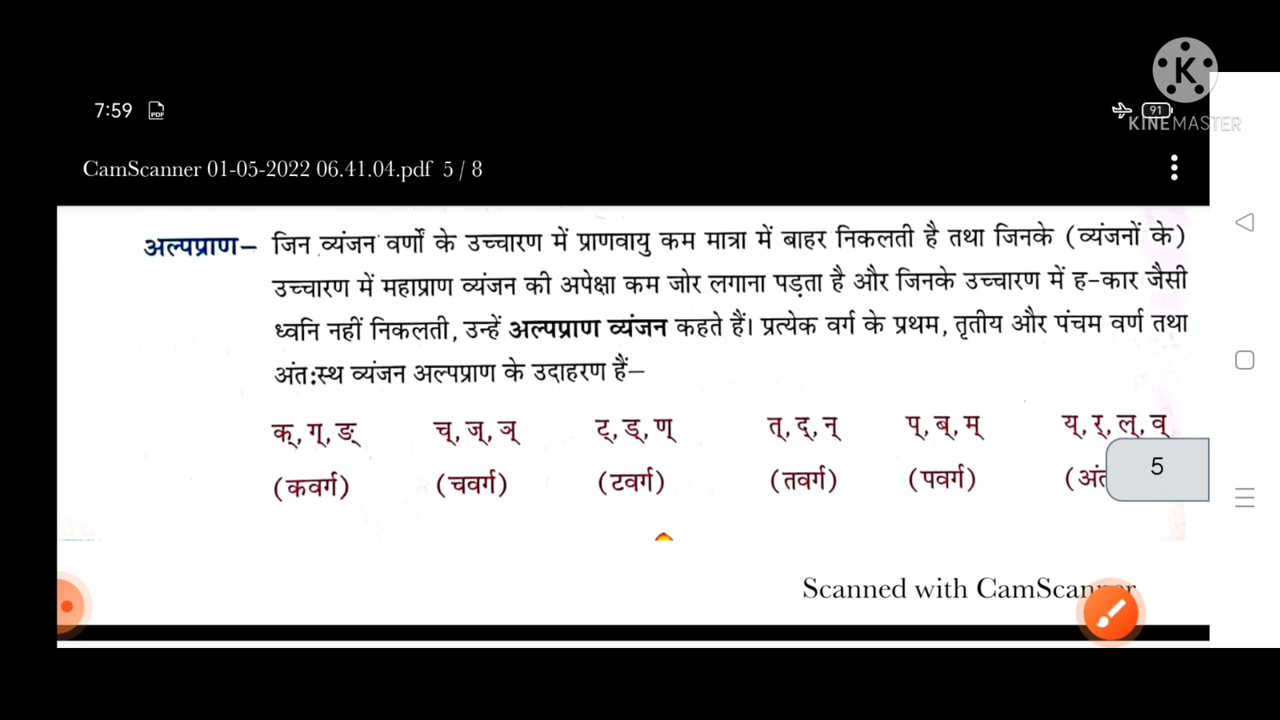 7:59
91
KINEMASTER
CamScanner 01-05-2022 06.41.04.pdf 5 / 8
अल्पप्राण– जिन व्यंजन वर्णों के उच्चारण में प्राणवायु कम मात्रा में बाहर निकलती है तथा जिनके (व्यंजनों के)
उच्चारण में महाप्राण व्यंजन की अपेक्षा कम जोर लगाना पड़ता है और जिनके उच्चारण में ह-कार जैसी
ध्वनि नहीं निकलती, उन्हें अल्पप्राण व्यंजन कहते हैं। प्रत्येक वर्ग के प्रथम, तृतीय और पंचम वर्ण तथा
अंत:स्थ व्यंजन अल्पप्राण के उदाहरण हैं–
क्, ग्, ङ् च्, ज्, ञ् ट्, ड्, ण् त्, द्, न् प्, ब्, म् य्, र्, ल्, व्
(कवर्ग) (चवर्ग) (टवर्ग) (तवर्ग) (पवर्ग)
5
Scanned with CamScanner